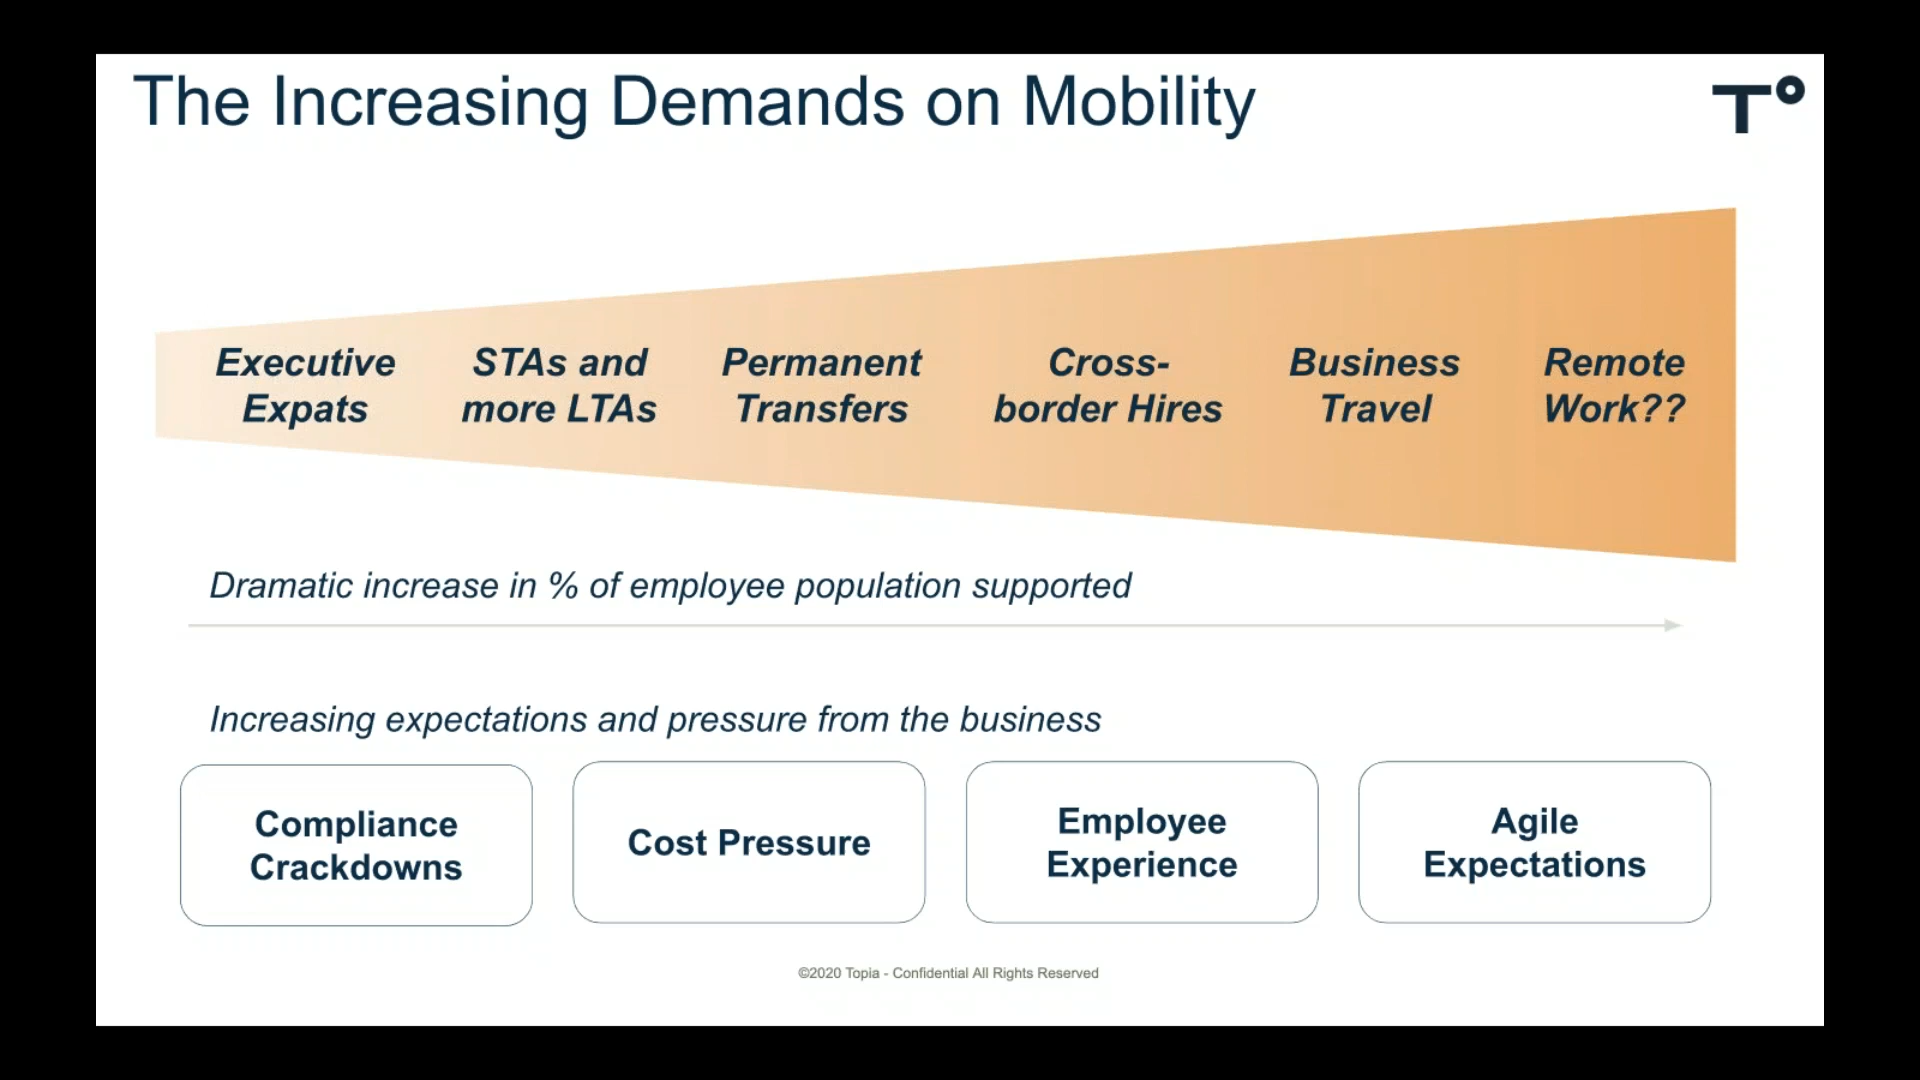 The Increasing Demands on Mobility
T°
Executive
Expats
STAs and
more LTAs
Permanent
Transfers
Cross-
border Hires
Business
Travel
Remote
Work??
Dramatic increase in % of employee population supported
Increasing expectations and pressure from the business
Compliance
Crackdowns
Cost Pressure
Employee
Experience
Agile
Expectations
©2020 Topia - Confidential All Rights Reserved